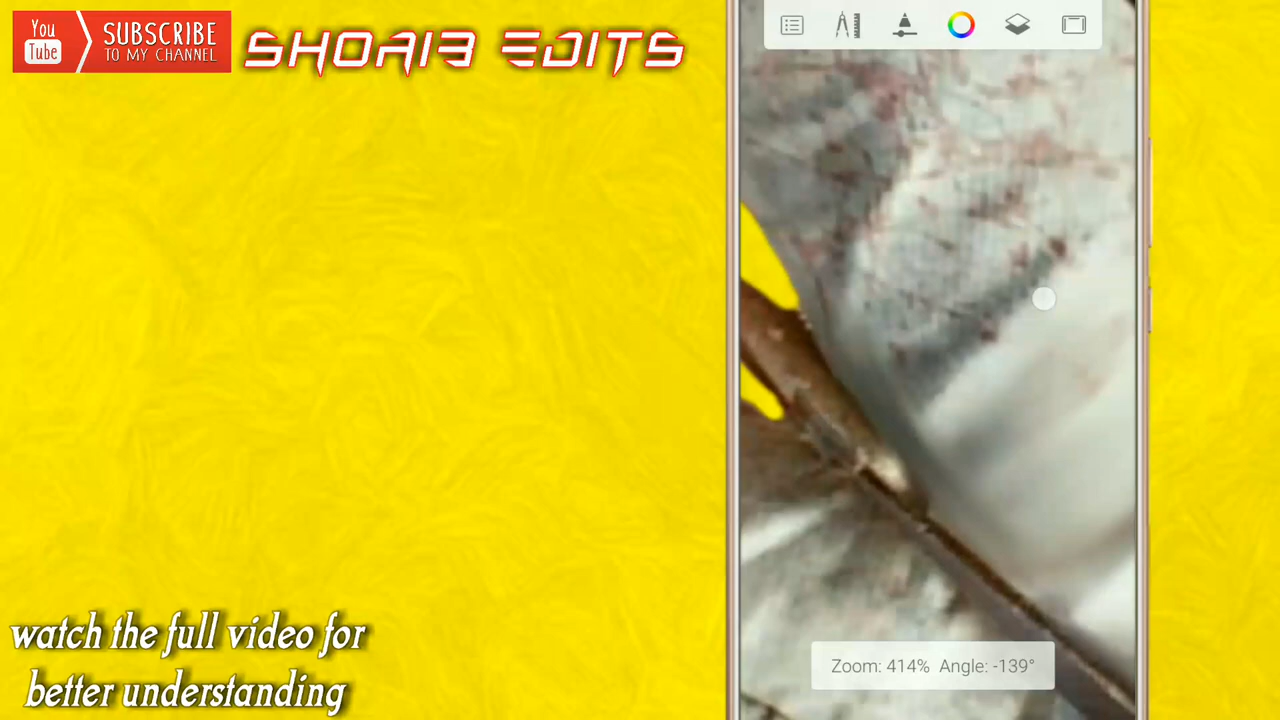 You
Tube
SUBSCRIBE
TO MY CHANNEL
SHOAIB EDITS
Zoom: 414% Angle: -139°
watch the full video for
better understanding